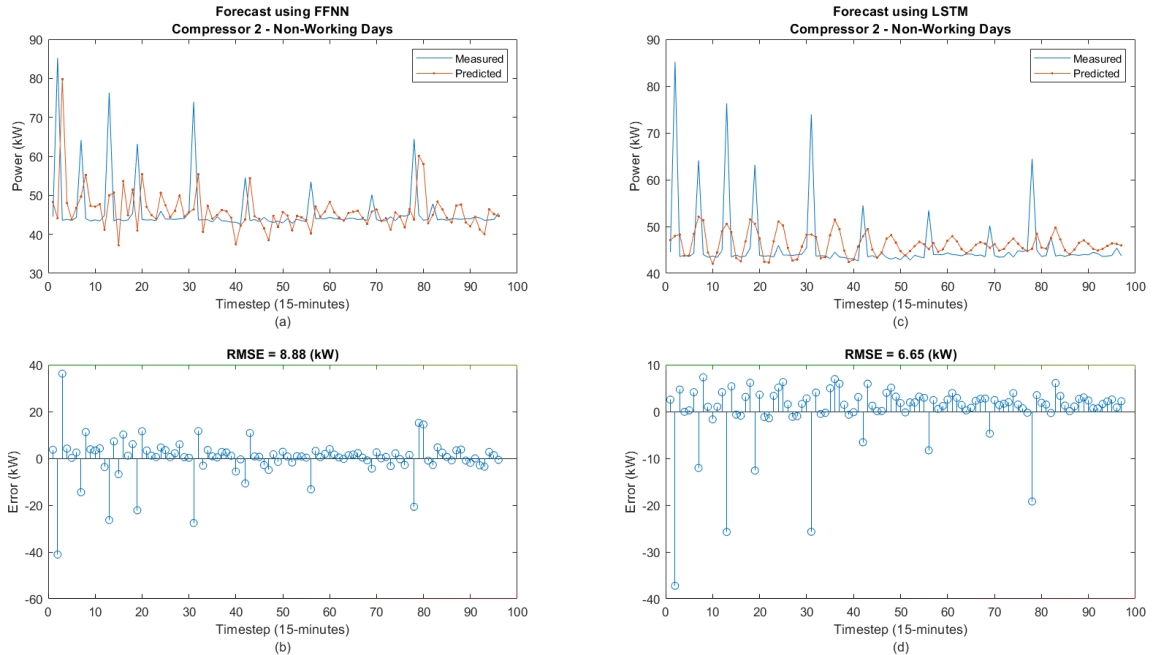 Forecast using FFNN
Compressor 2 - Non-Working Days
90
80
70
60
50
40
30
Power (kW)
Measured
Predicted
0 10 20 30 40 50 60 70 80 90 100
Timestep (15-minutes)
(a)
Forecast using LSTM
Compressor 2 - Non-Working Days
90
80
70
60
50
40
Power (kW)
Measured
Predicted
0 10 20 30 40 50 60 70 80 90 100
Timestep (15-minutes)
(c)
RMSE = 8.88 (kW)
40
20
0
-20
-40
-60
Error (kW)
0 10 20 30 40 50 60 70 80 90 100
Timestep (15-minutes)
(b)
RMSE = 6.65 (kW)
10
0
-10
-20
-30
-40
Error (kW)
0 10 20 30 40 50 60 70 80 90 100
Timestep (15-minutes)
(d)